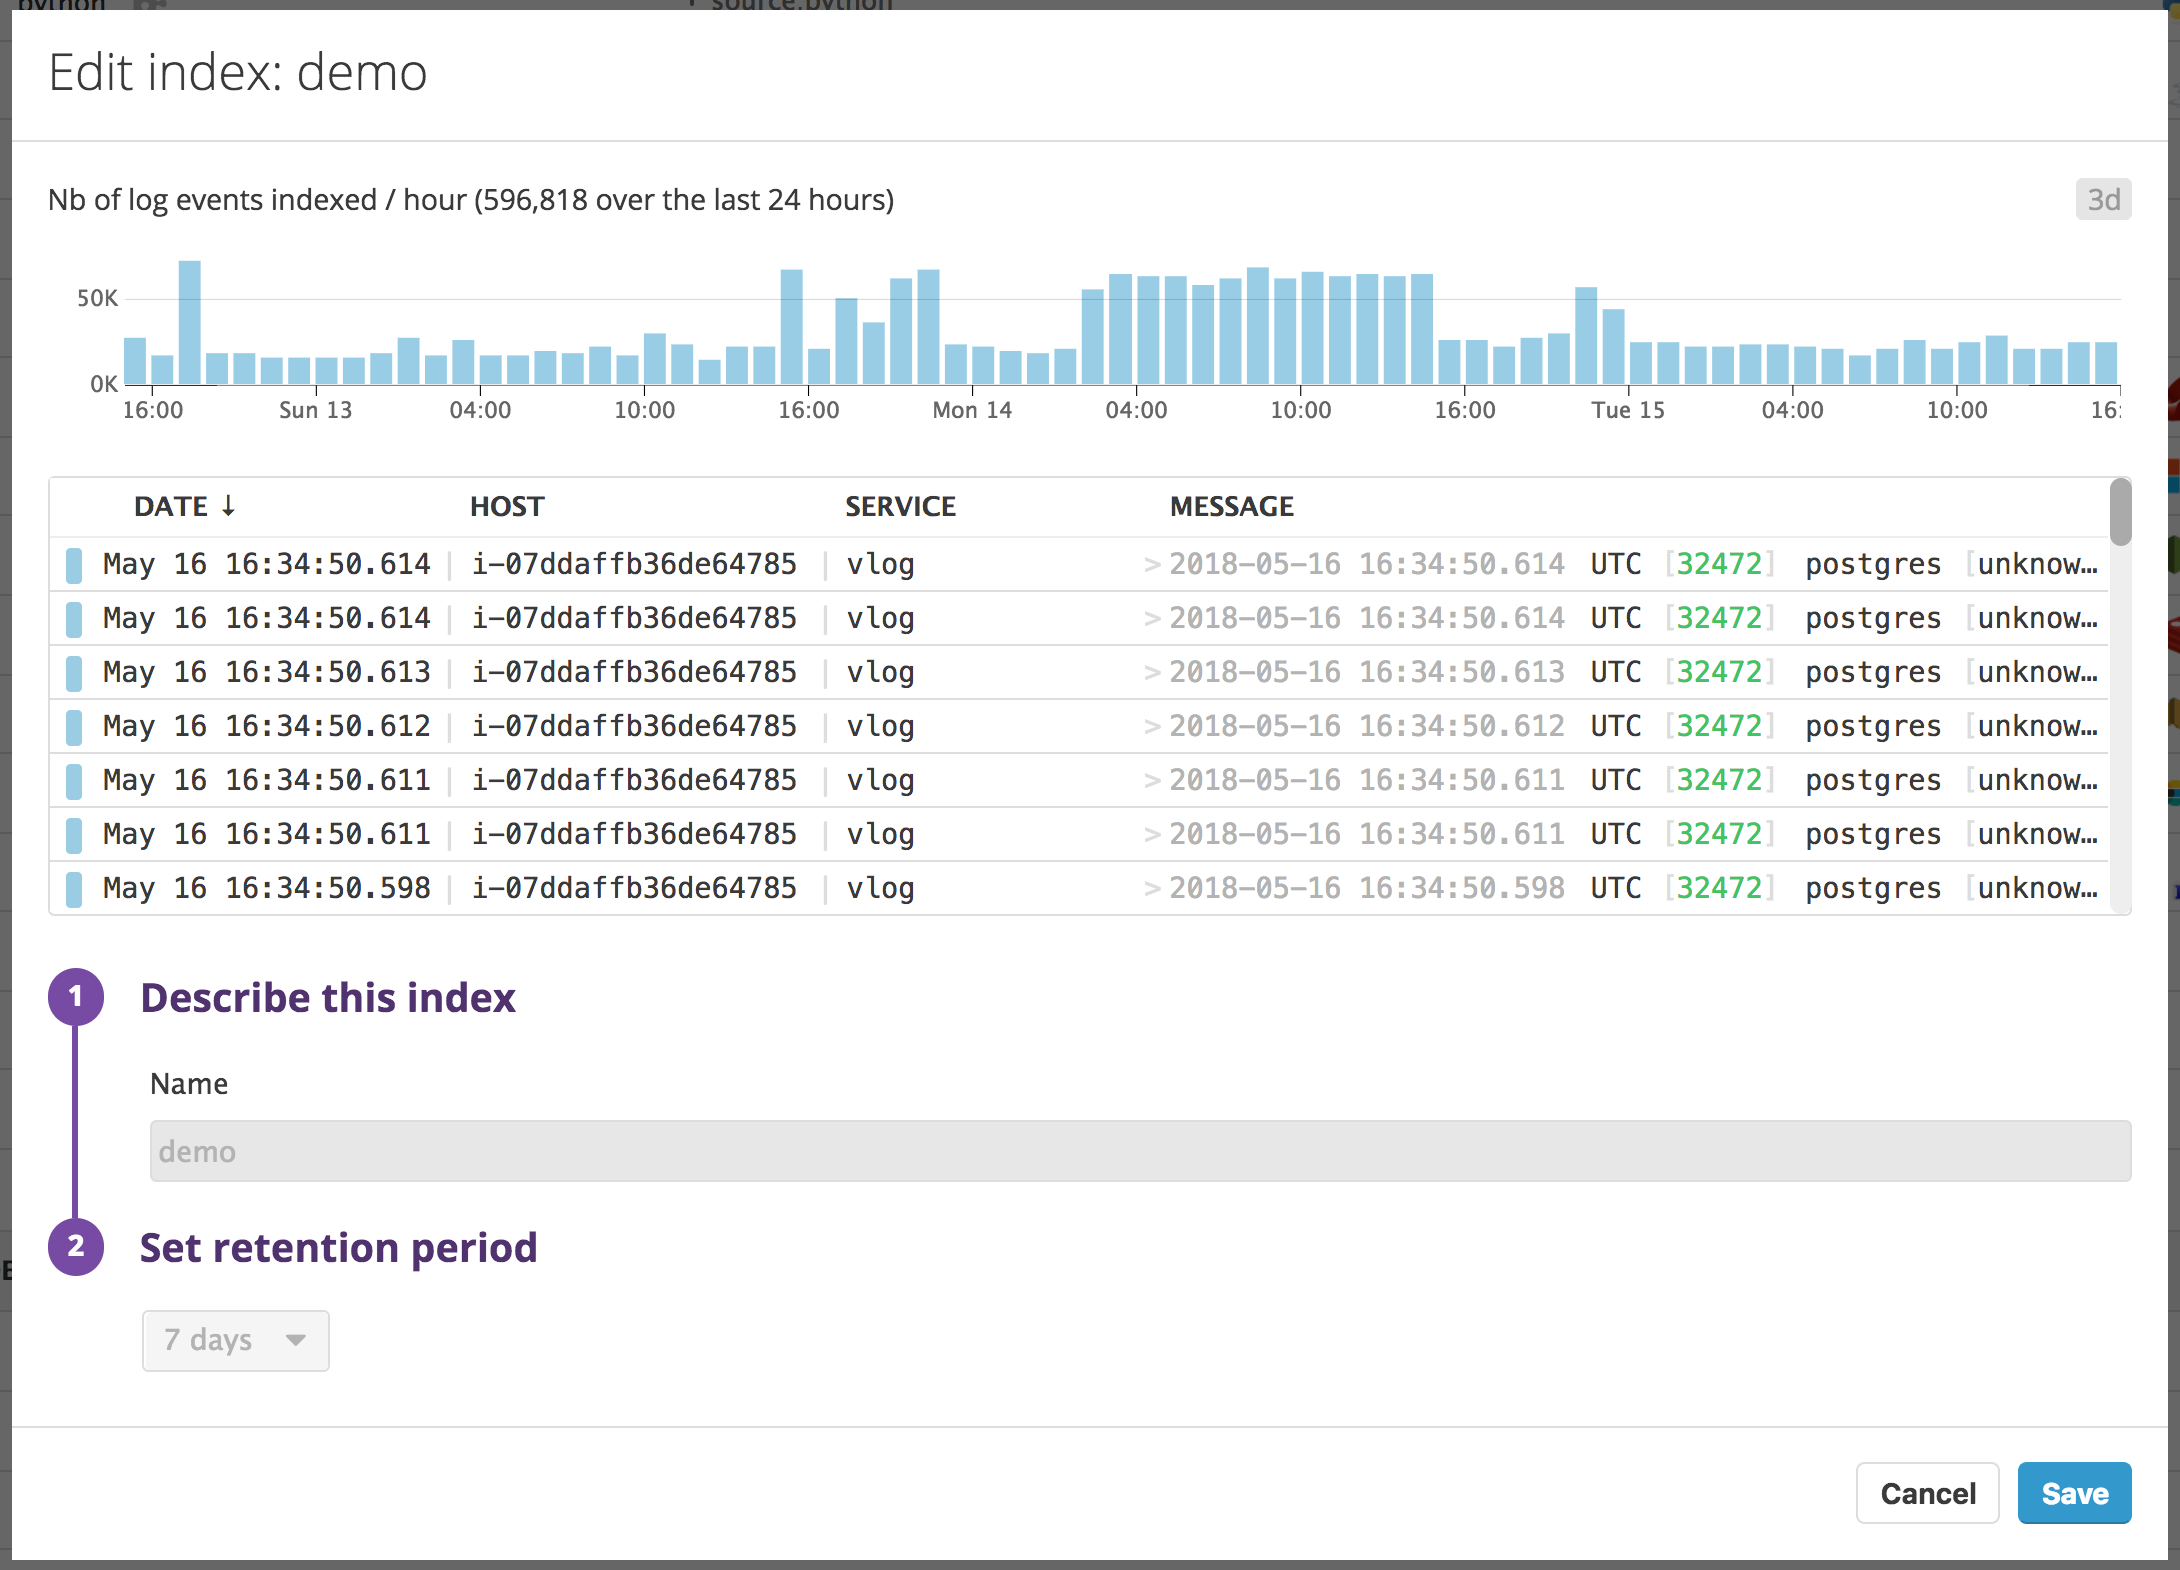 python
source:python
Edit index: demo
Nb of log events indexed / hour (596,818 over the last 24 hours)
3d
50K
0K
16:00 Sun 13 04:00 10:00 16:00 Mon 14 04:00 10:00 16:00 Tue 15 04:00 10:00 16:
DATE ↓ HOST SERVICE MESSAGE
May 16 16:34:50.614 i-07ddaffb36de64785 vlog > 2018-05-16 16:34:50.614 UTC [32472] postgres [unknow…
May 16 16:34:50.614 i-07ddaffb36de64785 vlog > 2018-05-16 16:34:50.614 UTC [32472] postgres [unknow…
May 16 16:34:50.613 i-07ddaffb36de64785 vlog > 2018-05-16 16:34:50.613 UTC [32472] postgres [unknow…
May 16 16:34:50.612 i-07ddaffb36de64785 vlog > 2018-05-16 16:34:50.612 UTC [32472] postgres [unknow…
May 16 16:34:50.611 i-07ddaffb36de64785 vlog > 2018-05-16 16:34:50.611 UTC [32472] postgres [unknow…
May 16 16:34:50.611 i-07ddaffb36de64785 vlog > 2018-05-16 16:34:50.611 UTC [32472] postgres [unknow…
May 16 16:34:50.598 i-07ddaffb36de64785 vlog > 2018-05-16 16:34:50.598 UTC [32472] postgres [unknow…
1 Describe this index
Name
demo
2 Set retention period
7 days
Cancel Save